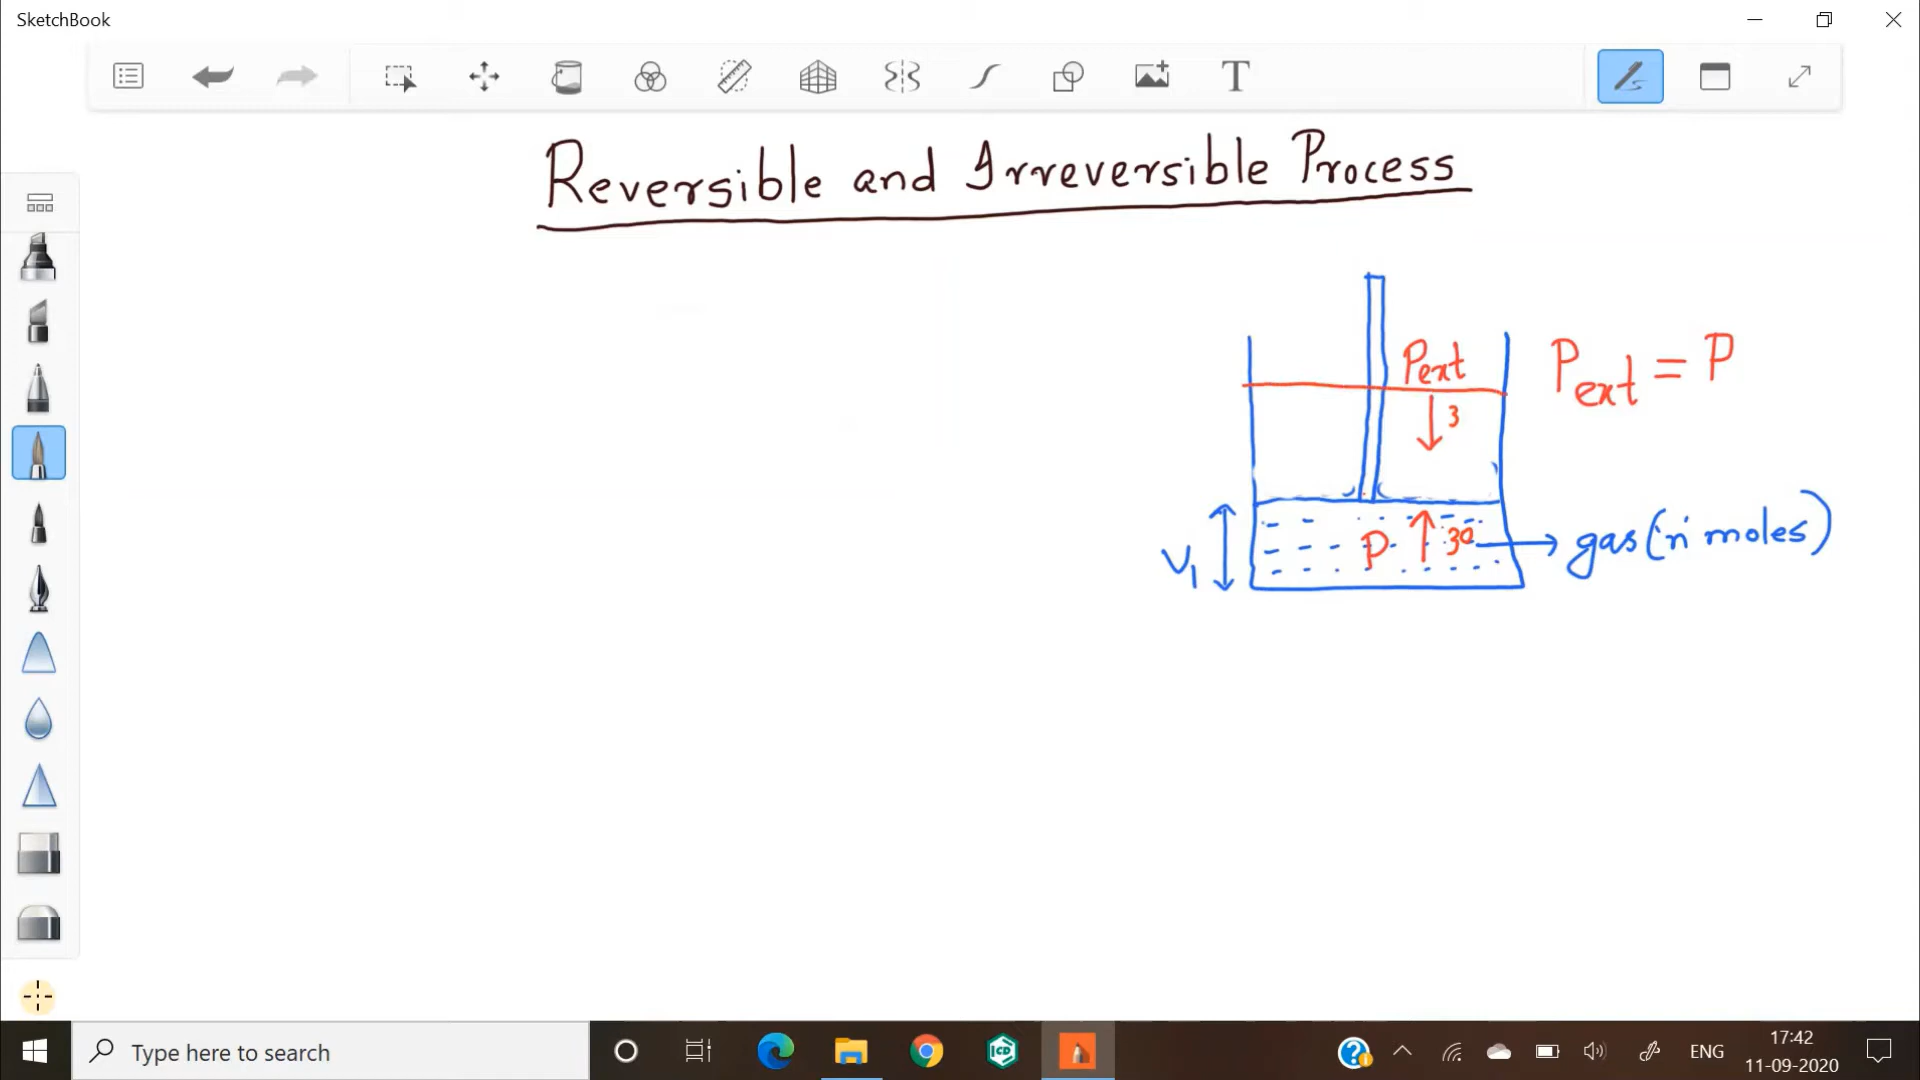 SketchBook
T
Reversible and Irreversible Process
Pext
Pext = P
3
P
30
gas ('n' moles)
V1
Type here to search
ENG
17:42
11-09-2020